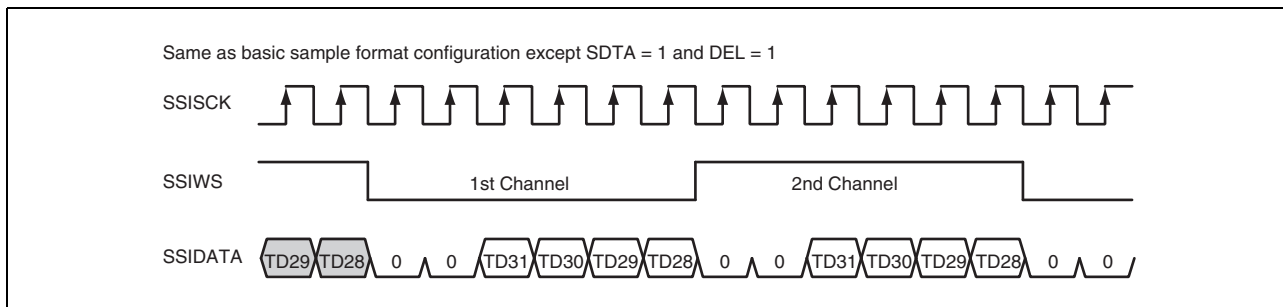 Same as basic sample format configuration except SDTA = 1 and DEL = 1
SSISCK
SSIWS 1st Channel 2nd Channel
SSIDATA TD29 TD28 0 0 TD31 TD30 TD29 TD28 0 0 TD31 TD30 TD29 TD28 0 0